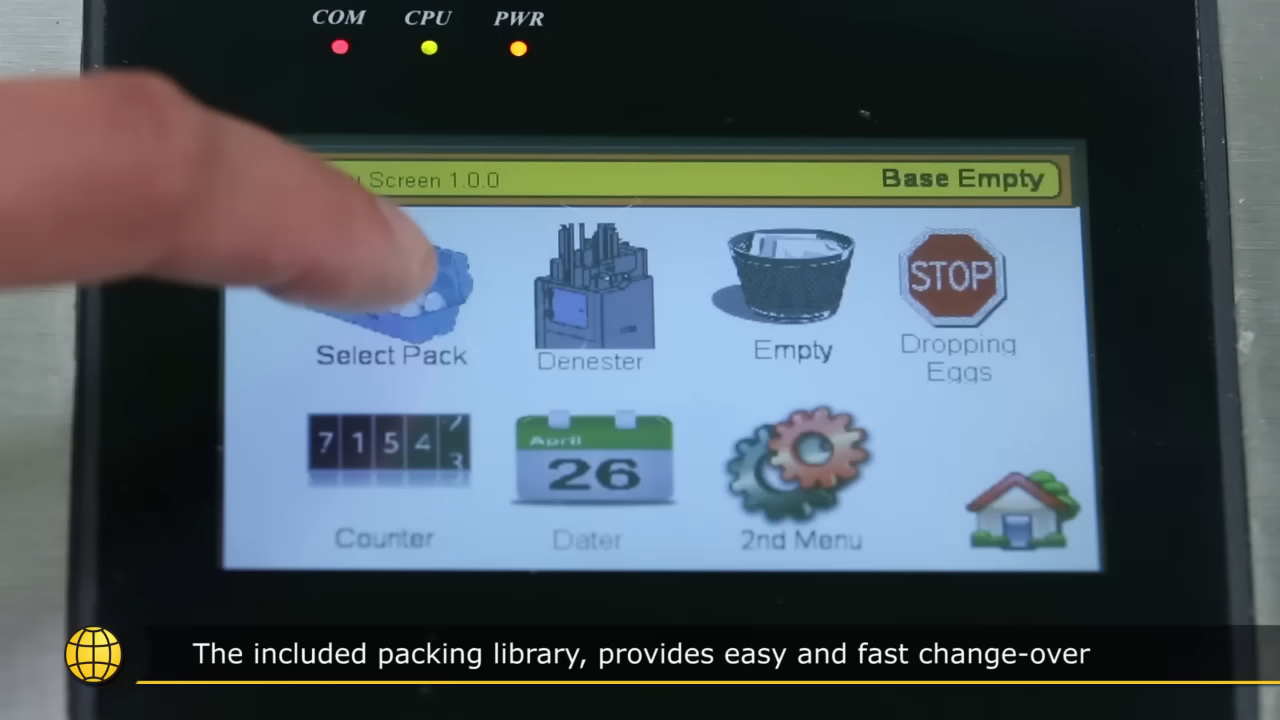 COM CPU PWR
Screen 1.0.0
Base Empty
STOP
Select Pack
Denester
Empty
Dropping
Eggs
7 1 5 4
April
26
Counter
Dater
2nd Menu
The included packing library, provides easy and fast change-over